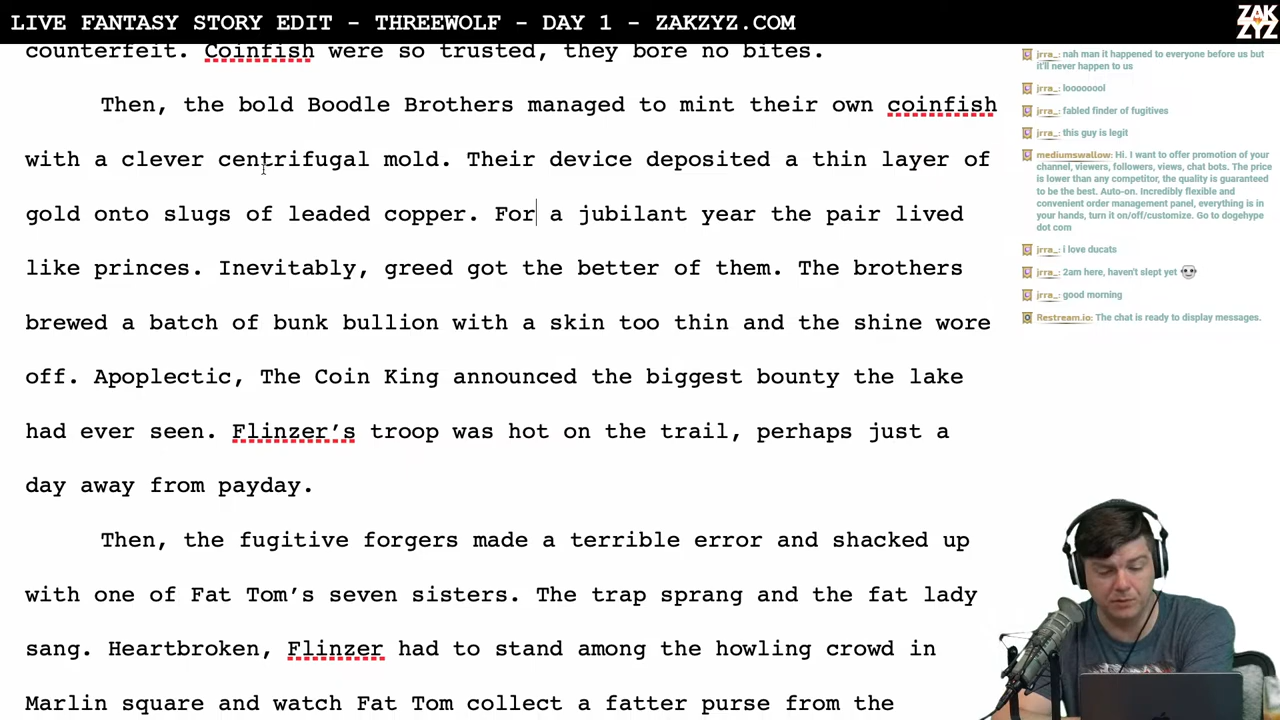 LIVE FANTASY STORY EDIT - THREEWOLF - DAY 1 - ZAKZYZ.COM
ZAK
ZYZ
counterfeit. Coinfish were so trusted, they bore no bites.
Then, the bold Boodle Brothers managed to mint their own coinfish
with a clever centrifugal mold. Their device deposited a thin layer of
gold onto slugs of leaded copper. For a jubilant year the pair lived
like princes. Inevitably, greed got the better of them. The brothers
brewed a batch of bunk bullion with a skin too thin and the shine wore
off. Apoplectic, The Coin King announced the biggest bounty the lake
had ever seen. Flinzer’s troop was hot on the trail, perhaps just a
day away from payday.
Then, the fugitive forgers made a terrible error and shacked up
with one of Fat Tom’s seven sisters. The trap sprang and the fat lady
sang. Heartbroken, Flinzer had to stand among the howling crowd in
Marlin square and watch Fat Tom collect a fatter purse from the
jrra_: nah man it happened to everyone before us but
it'll never happen to us
jrra_: loooooool
jrra_: fabled finder of fugitives
jrra_: this guy is legit
mediumswallow: Hi. I want to offer promotion of your
channel, viewers, followers, views, chat bots. The price
is lower than any competitor, the quality is guaranteed
to be the best. Auto-on. Incredibly flexible and
convenient order management panel, everything is in
your hands, turn it on/off/customize. Go to dogehype
dot com
jrra_: i love ducats
jrra_: 2am here, haven't slept yet
jrra_: good morning
Restream.io: The chat is ready to display messages.